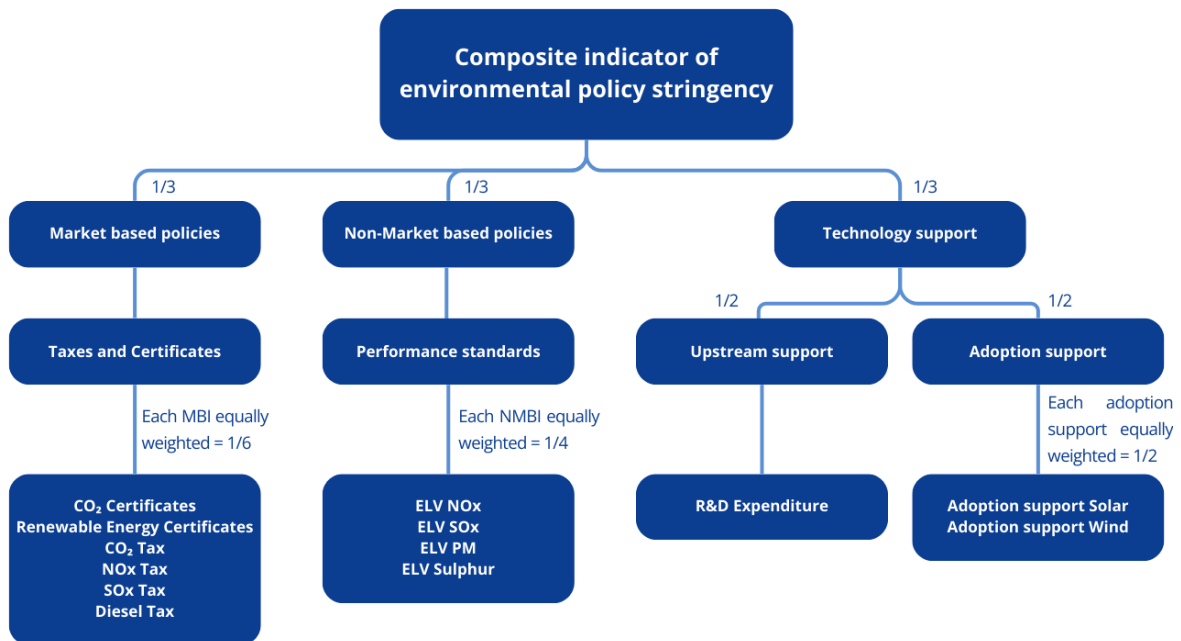 Composite indicator of
environmental policy stringency
1/3
1/3
1/3
Market based policies
Non-Market based policies
Technology support
1/2
1/2
Taxes and Certificates
Performance standards
Upstream support
Adoption support
Each MBI equally
weighted = 1/6
Each NMBI equally
weighted = 1/4
Each adoption
support equally
weighted = 1/2
CO₂ Certificates
Renewable Energy Certificates
CO₂ Tax
NOx Tax
SOx Tax
Diesel Tax
ELV NOx
ELV SOx
ELV PM
ELV Sulphur
R&D Expenditure
Adoption support Solar
Adoption support Wind